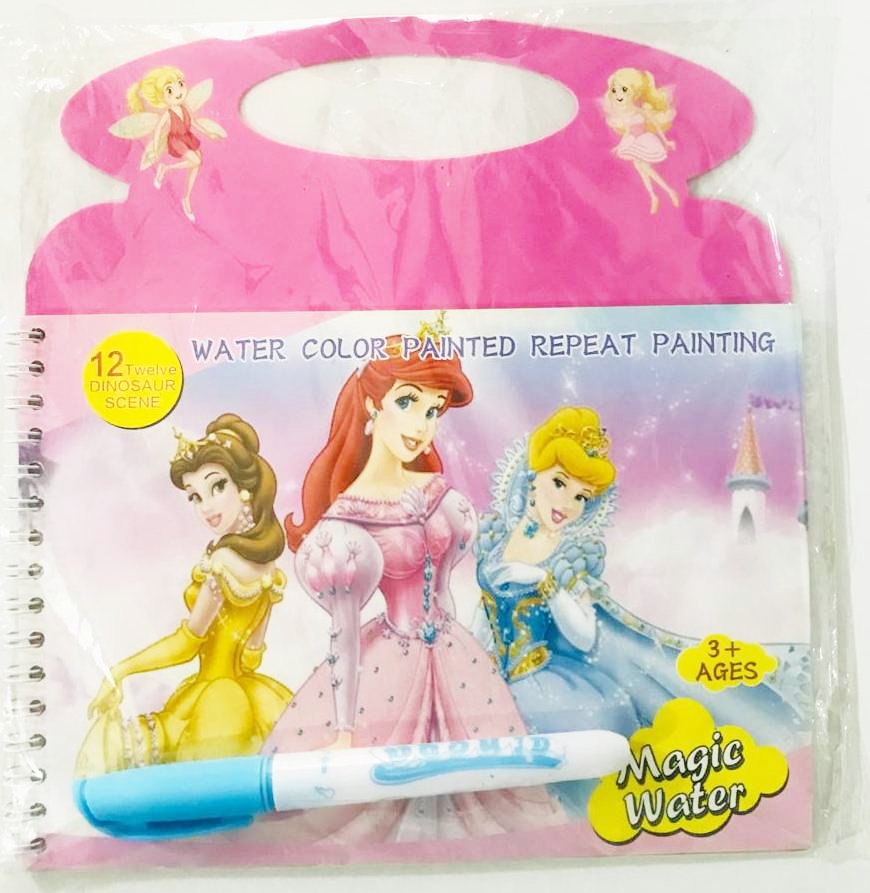 WATER COLOR PAINTED REPEAT PAINTING
12 Twelve
DINOSAUR
SCENE
3+
AGES
Magic
Water